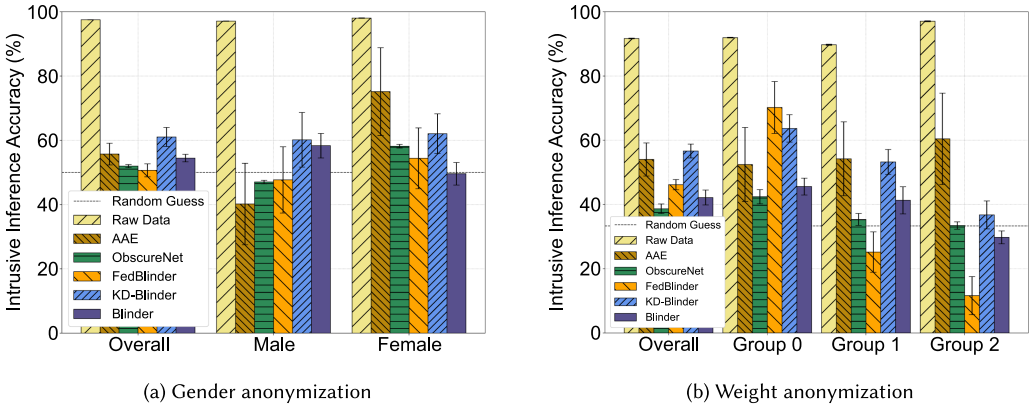 Intrusive Inference Accuracy (%)
100
80
60
40
20
0
Random Guess
Raw Data
AAE
ObscureNet
FedBlinder
KD-Blinder
Blinder
Overall
Male
Female
(a) Gender anonymization
Intrusive Inference Accuracy (%)
100
80
60
40
20
0
Random Guess
Raw Data
AAE
ObscureNet
FedBlinder
KD-Blinder
Blinder
Overall
Group 0
Group 1
Group 2
(b) Weight anonymization